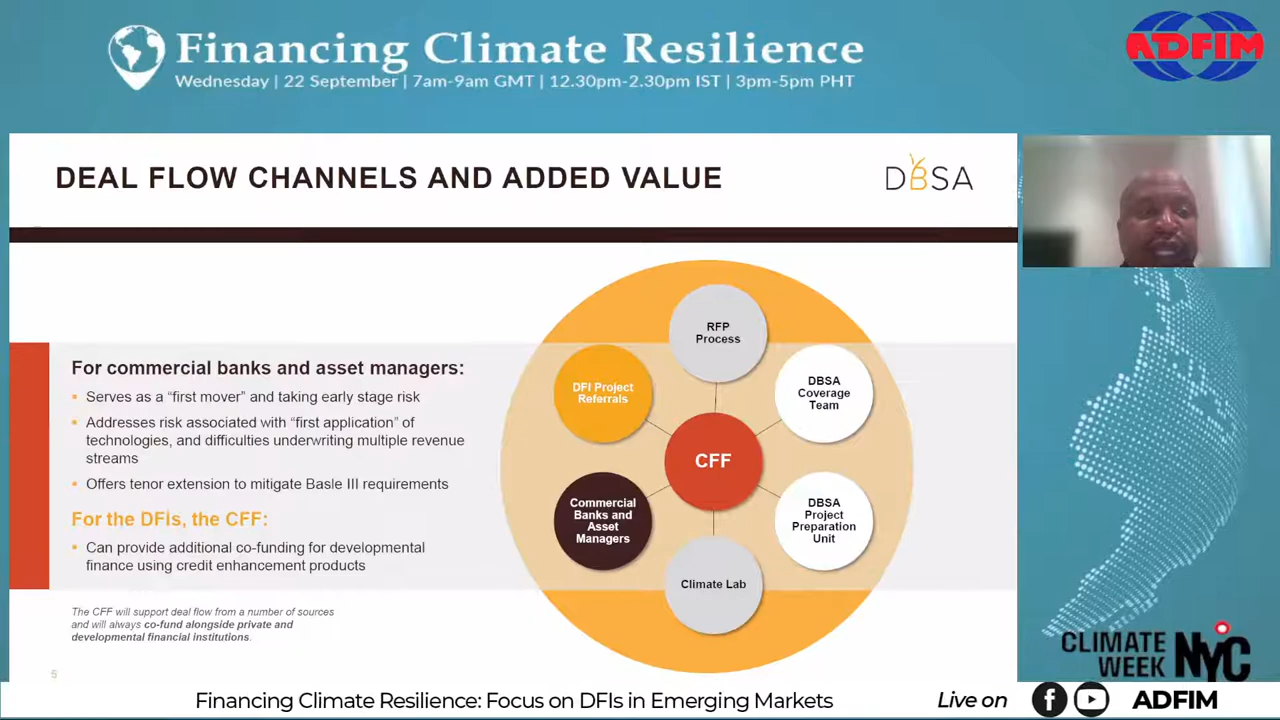 Financing Climate Resilience
Wednesday | 22 September | 7am-9am GMT | 12.30pm-2.30pm IST | 3pm-5pm PHT
ADFIM
DEAL FLOW CHANNELS AND ADDED VALUE
DBSA
For commercial banks and asset managers:
Serves as a “first mover” and taking early stage risk
Addresses risk associated with “first application” of
technologies, and difficulties underwriting multiple revenue
streams
Offers tenor extension to mitigate Basle III requirements
For the DFIs, the CFF:
Can provide additional co-funding for developmental
finance using credit enhancement products
The CFF will support deal flow from a number of sources
and will always co-fund alongside private and
developmental financial institutions.
5
RFP
Process
DFI Project
Referrals
DBSA
Coverage
Team
CFF
Commercial
Banks and
Asset
Managers
DBSA
Project
Preparation
Unit
Climate Lab
CLIMATE
WEEK NYC
Financing Climate Resilience: Focus on DFIs in Emerging Markets
Live on
ADFIM